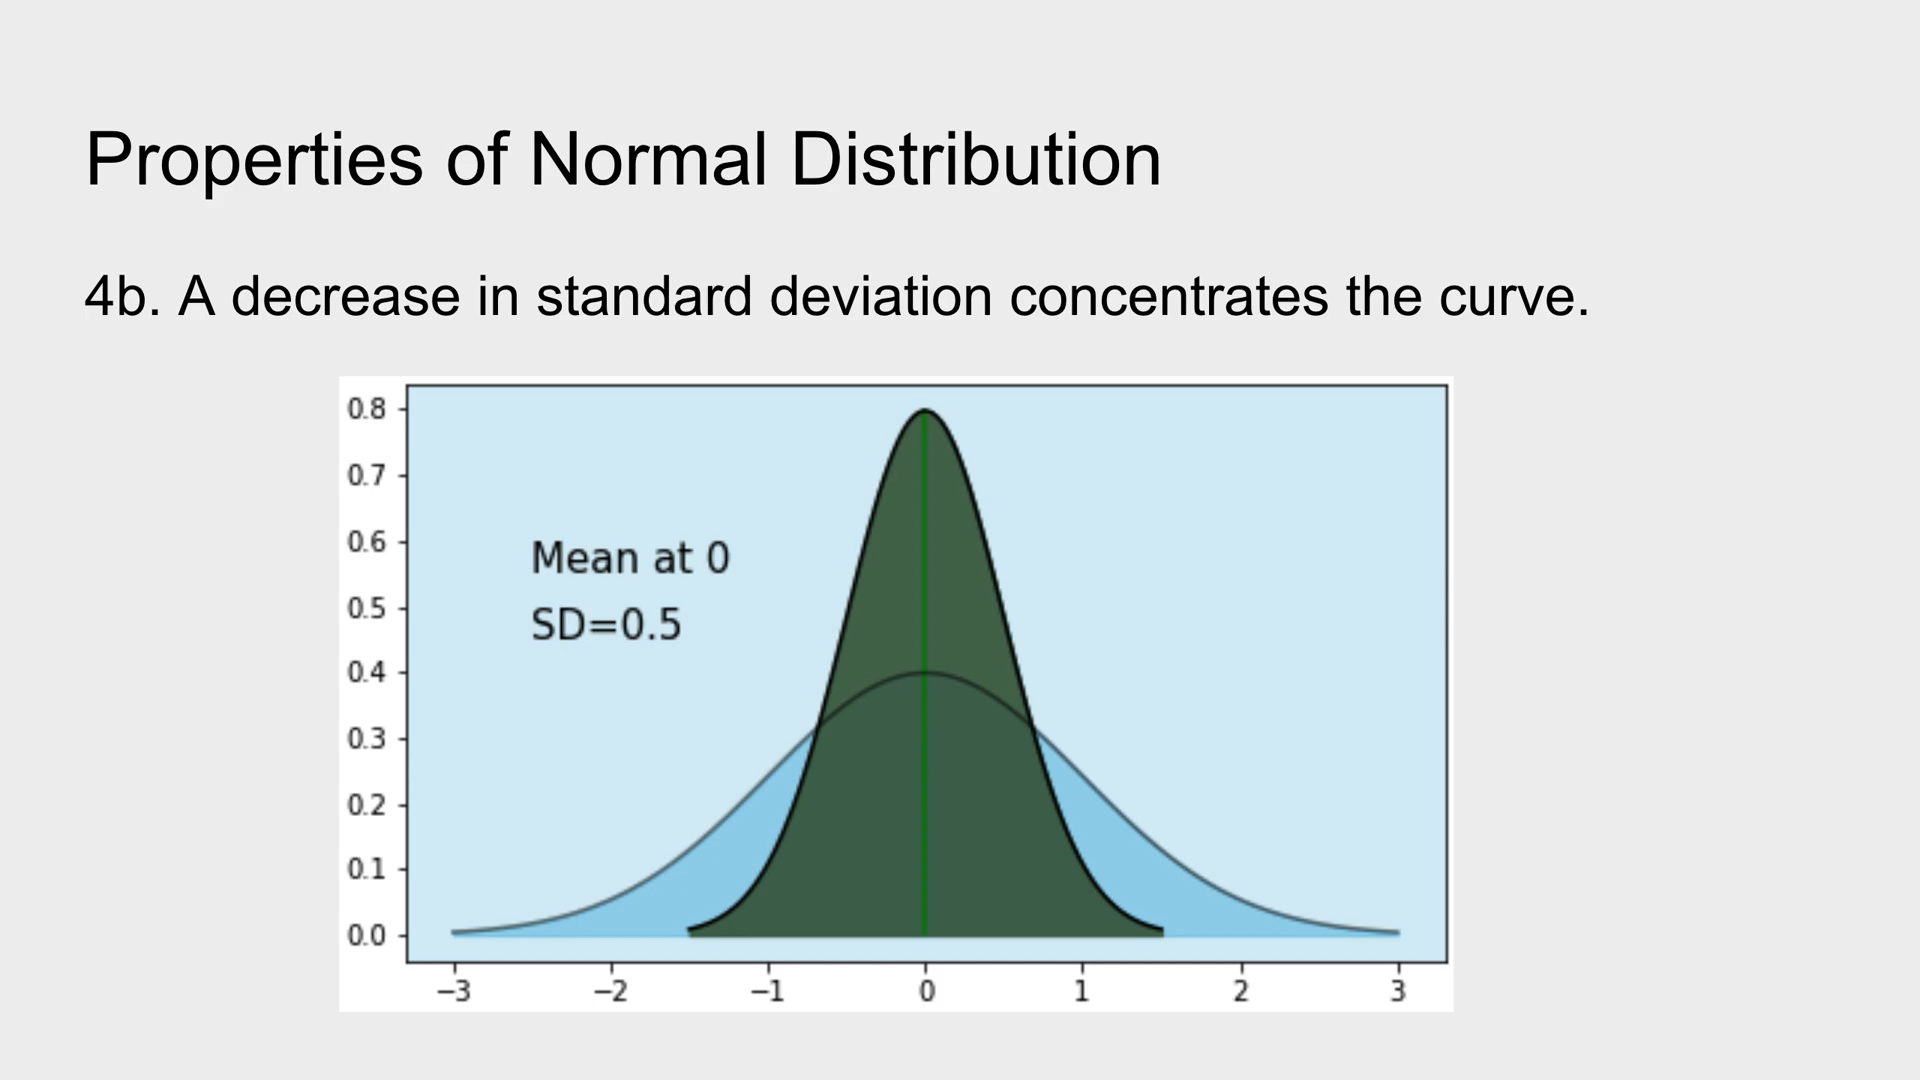 Properties of Normal Distribution
4b. A decrease in standard deviation concentrates the curve.
0.8
0.7
0.6
Mean at 0
0.5
SD=0.5
0.4
0.3
0.2
0.1
0.0
−3 −2 −1 0 1 2 3